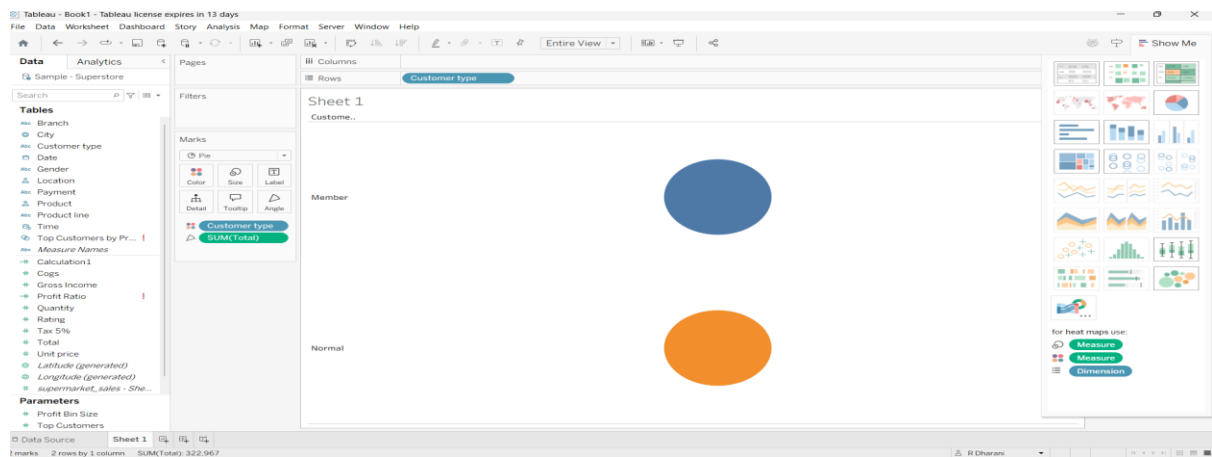 Tableau - Book1 - Tableau license expires in 13 days
File Data Worksheet Dashboard Story Analysis Map Format Server Window Help
Entire View
Show Me
Data Analytics
Sample - Superstore
Search
Tables
Abc Branch
City
Abc Customer type
Date
Abc Gender
Location
Abc Payment
Product
Abc Product line
Time
Top Customers by Pr... !
Abc Measure Names
Calculation1
Cogs
Gross Income
Profit Ratio !
Quantity
Rating
Tax 5%
Total
Unit price
Latitude (generated)
Longitude (generated)
supermarket_sales - She...
Parameters
Profit Bin Size
Top Customers
Pages
Filters
Marks
Pie
Color Size Label
Detail Tooltip Angle
Customer type
SUM(Total)
Columns
Rows Customer type
Sheet 1
Custome..
Member
Normal
for heat maps use:
Measure
Measure
Dimension
Data Source Sheet 1
marks 2 rows by 1 column SUM(Total): 322,967
R Dharani